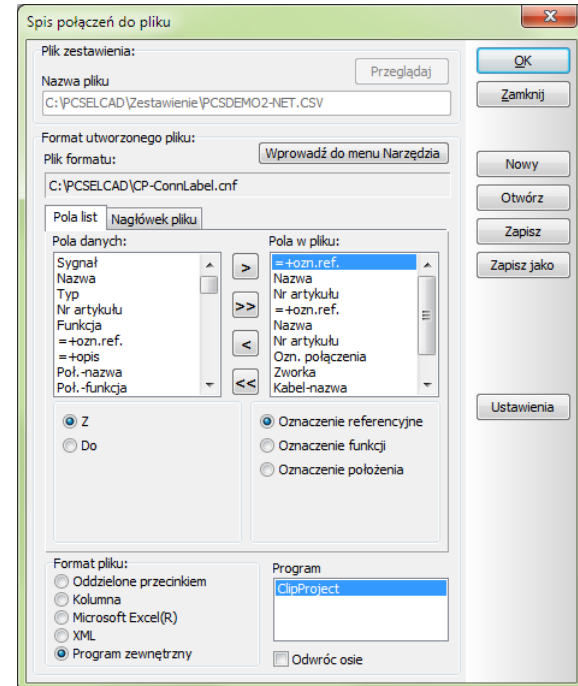 Spis połączeń do pliku
Plik zestawienia:
Przeglądaj
Nazwa pliku
C:\PCSELCAD\Zestawienie\PCSDEMO2-NET.CSV
OK
Zamknij
Format utworzonego pliku:
Plik formatu:
Wprowadź do menu Narzędzia
C:\PCSELCAD\CP-ConnLabel.cnf
Nowy
Otwórz
Zapisz
Zapisz jako
Ustawienia
Pola list
Nagłówek pliku
Pola danych:
Sygnał
Nazwa
Typ
Nr artykułu
Funkcja
=+ozn.ref.
=+opis
Poł.-nazwa
Poł.-funkcja
>
>>
<
<<
Pola w pliku:
=+ozn.ref.
Nazwa
Nr artykułu
=+ozn.ref.
Nazwa
Nr artykułu
Ozn. połączenia
Zworka
Kabel-nazwa
Z
Do
Oznaczenie referencyjne
Oznaczenie funkcji
Oznaczenie położenia
Format pliku:
Oddzielone przecinkiem
Kolumna
Microsoft Excel(R)
XML
Program zewnętrzny
Program
ClipProject
Odwróc osie